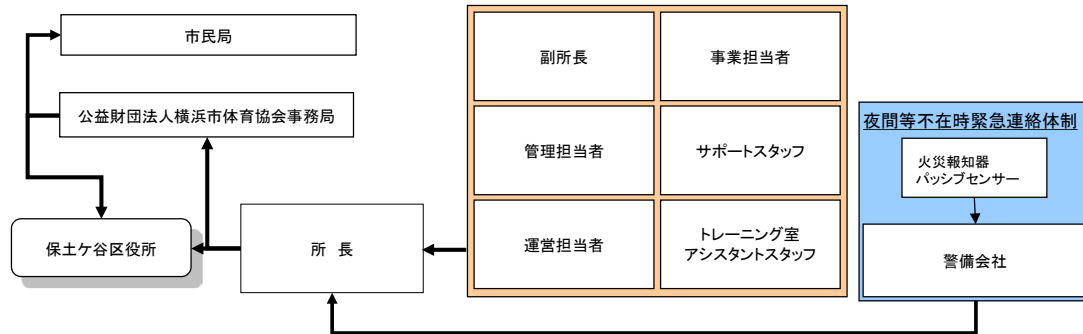 市民局
公益財団法人横浜市体育協会事務局
保土ケ谷区役所
所 長
副所長
事業担当者
管理担当者
サポートスタッフ
運営担当者
トレーニング室
アシスタントスタッフ
夜間等不在時緊急連絡体制
火災報知器
パッシブセンサー
警備会社